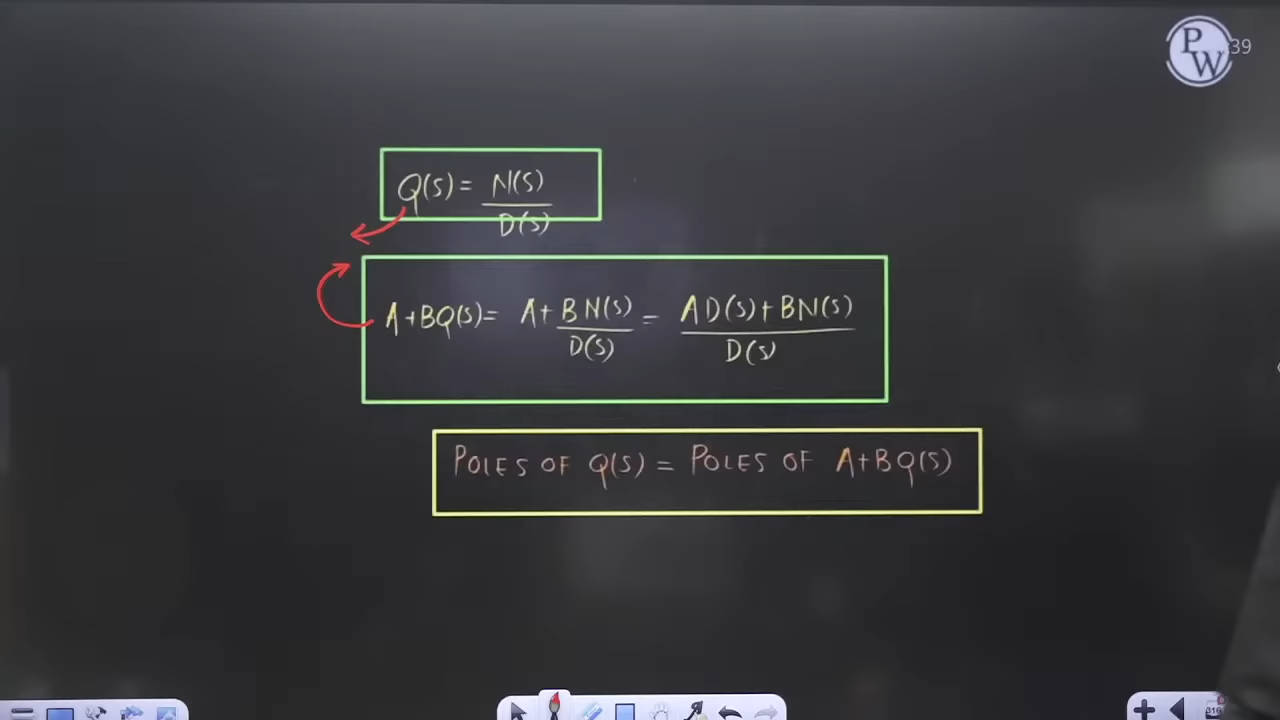 PW 39
Q(s) = N(s) / D(s)
A+BQ(s) = A + BN(s) / D(s) = AD(s) + BN(s) / D(s)
POLES OF Q(s) = POLES OF A+BQ(s)